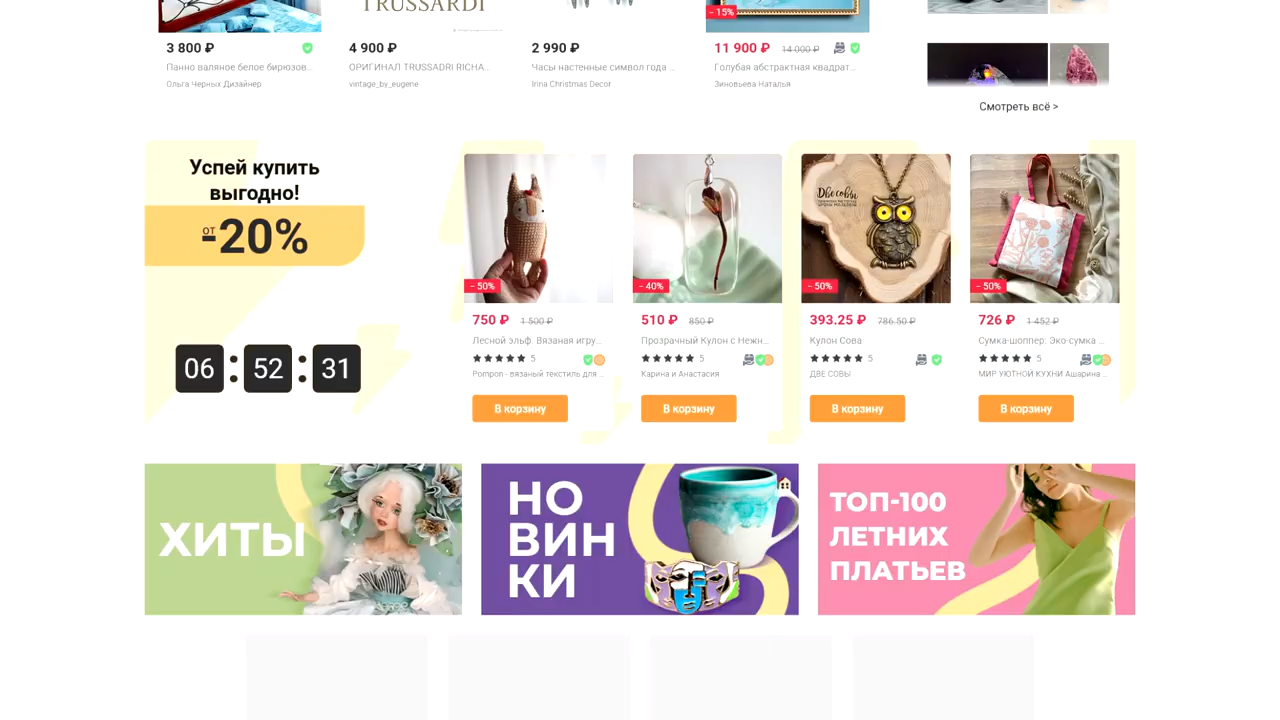 TRUSSARDI
- 15%
3 800 ₽
4 900 ₽
2 990 ₽
11 900 ₽ 14 000 ₽
Панно валяное белое бирюзов...
ОРИГИНАЛ TRUSSADRI RICHA...
Часы настенные символ года ...
Голубая абстрактная квадрат...
Ольга Черных Дизайнер
vintage_by_eugene
Irina Christmas Decor
Зиновьева Наталья
Смотреть всё >
Успей купить
выгодно!
от
-20%
06 : 52 : 31
Две совы
- 50%
- 40%
- 50%
- 50%
750 ₽ 1 500 ₽
510 ₽ 850 ₽
393.25 ₽ 786.50 ₽
726 ₽ 1 452 ₽
Лесной эльф. Вязаная игру...
Прозрачный Кулон с Нежн...
Кулон Сова
Сумка-шоппер: Эко-сумка ...
5
5
5
5
Pompon - вязаный текстиль для ...
Карина и Анастасия
ДВЕ СОВЫ
МИР УЮТНОЙ КУХНИ Ашарина ...
В корзину
В корзину
В корзину
В корзину
ХИТЫ
НО
ВИН
КИ
ТОП-100
ЛЕТНИХ
ПЛАТЬЕВ